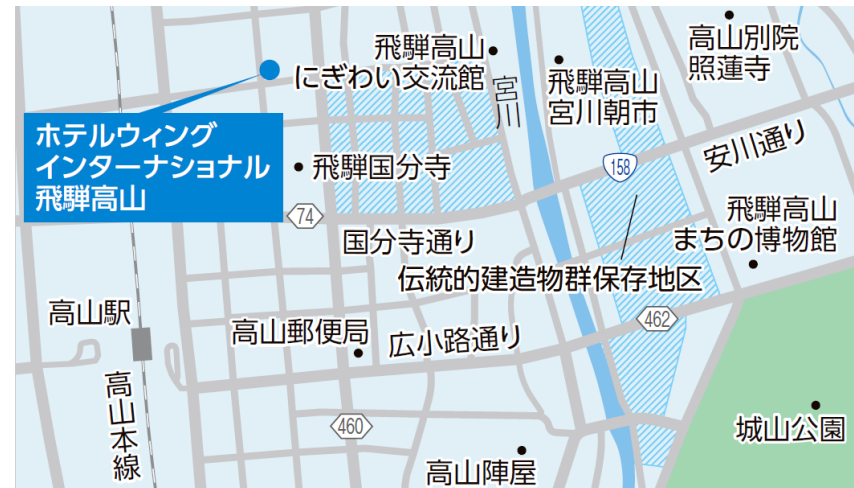 飛騨高山
にぎわい交流館
宮川
飛騨高山
宮川朝市
高山別院
照蓮寺
ホテルウィング
インターナショナル
飛騨高山
飛騨国分寺
158
安川通り
74
国分寺通り
飛騨高山
まちの博物館
伝統的建造物群保存地区
高山駅
高山郵便局
広小路通り
462
高山本線
460
高山陣屋
城山公園